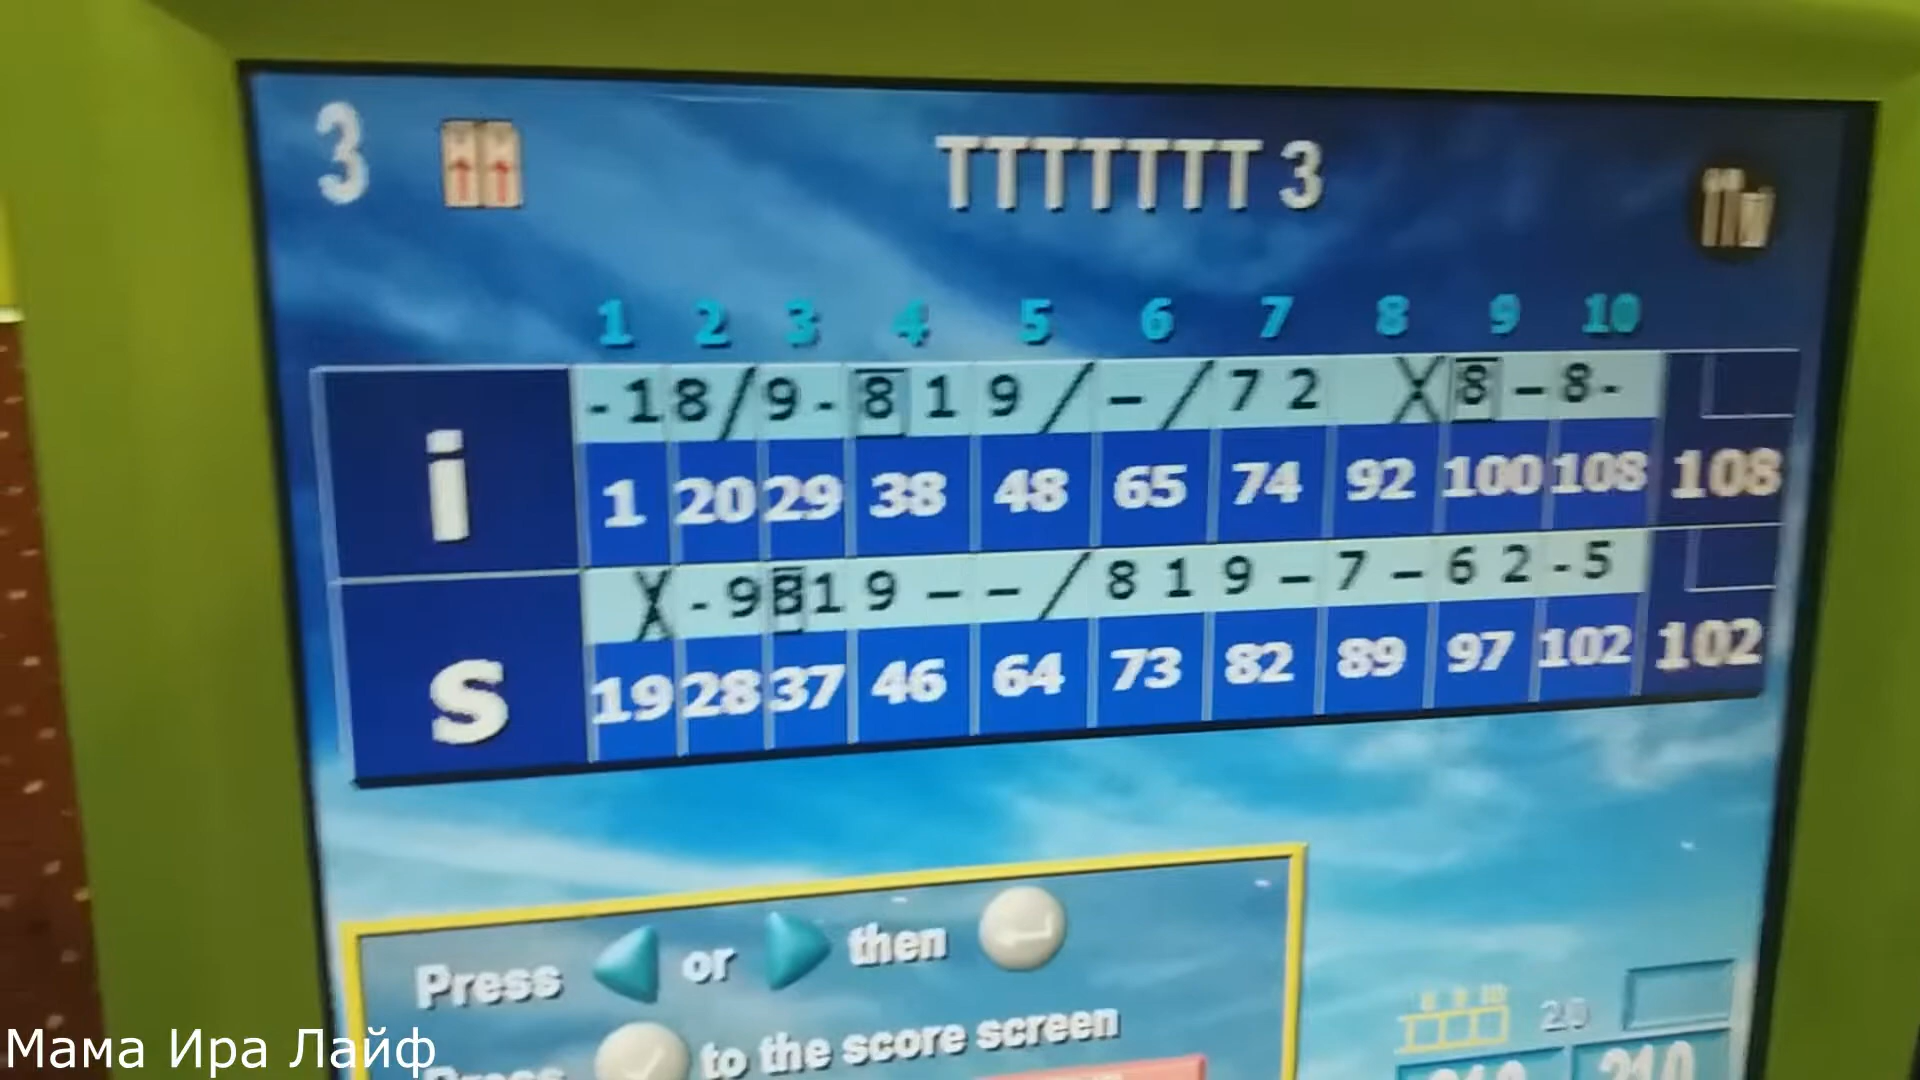 3 TTTTTTT 3
1 2 3 4 5 6 7 8 9 10
- 1 8 / 9 - 8 1 9 / - / 7 2 X 8 - 8 -
i 1 20 29 38 48 65 74 92 100 108 108
X - 9 8 1 9 - - / 8 1 9 - 7 - 6 2 - 5
s 19 28 37 46 64 73 82 89 97 102 102
Press or then
Press to the score screen
20
210
Мама Ира Лайф